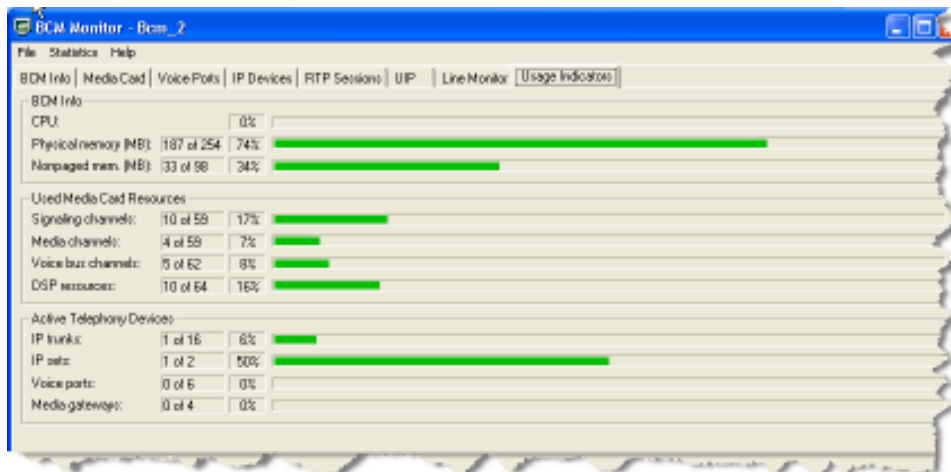 BCM Monitor - Bcm_2
File Statistics Help
BCM Info Media Card Voice Ports IP Devices RTP Sessions UIP Line Monitor Usage Indicators
BCM Info
CPU: 0%
Physical memory (MB): 187 of 254 74%
Nonpaged mem. (MB): 33 of 98 34%
Used Media Card Resources
Signaling channels: 10 of 59 17%
Media channels: 4 of 59 7%
Voice bus channels: 5 of 62 8%
DSP resources: 10 of 64 16%
Active Telephony Devices
IP trunks: 1 of 16 6%
IP sets: 1 of 2 50%
Voice ports: 0 of 6 0%
Media gateways: 0 of 4 0%